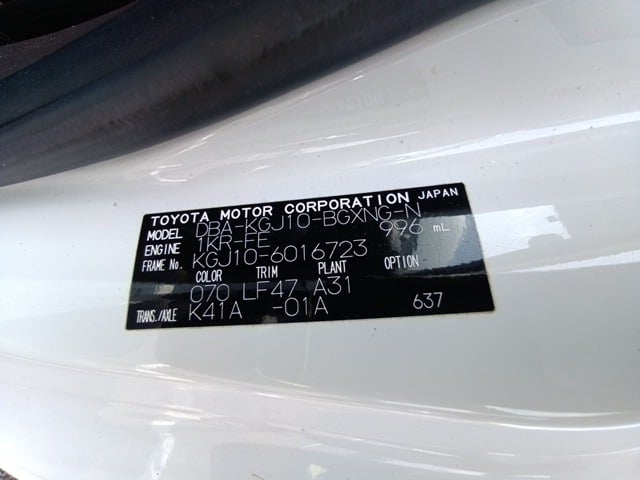 TOYOTA MOTOR CORPORATION JAPAN
MODEL DBA-KGJ10-BGXNG-N
ENGINE 1KR-FE 996 mL
FRAME No. KGJ10-6016723
COLOR TRIM PLANT OPTION
070 LF47 A31
TRANS./AXLE K41A -01A 637